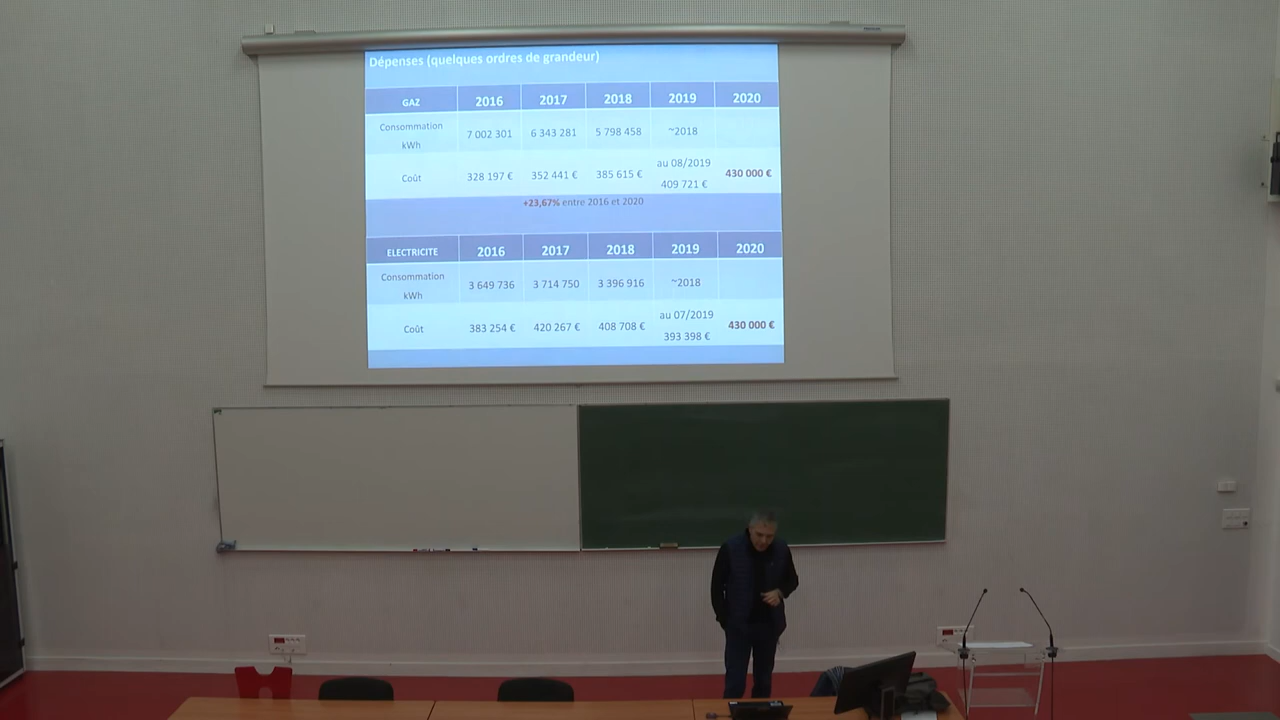 Dépenses (quelques ordres de grandeur)
GAZ 2016 2017 2018 2019 2020
Consommation kWh 7 002 301 6 343 281 5 798 458 ~2018
Coût 328 197 € 352 441 € 385 615 € au 08/2019 409 721 € 430 000 €
+23,67% entre 2016 et 2020
ELECTRICITE 2016 2017 2018 2019 2020
Consommation kWh 3 649 736 3 714 750 3 396 916 ~2018
Coût 383 254 € 420 267 € 408 708 € au 07/2019 393 398 € 430 000 €